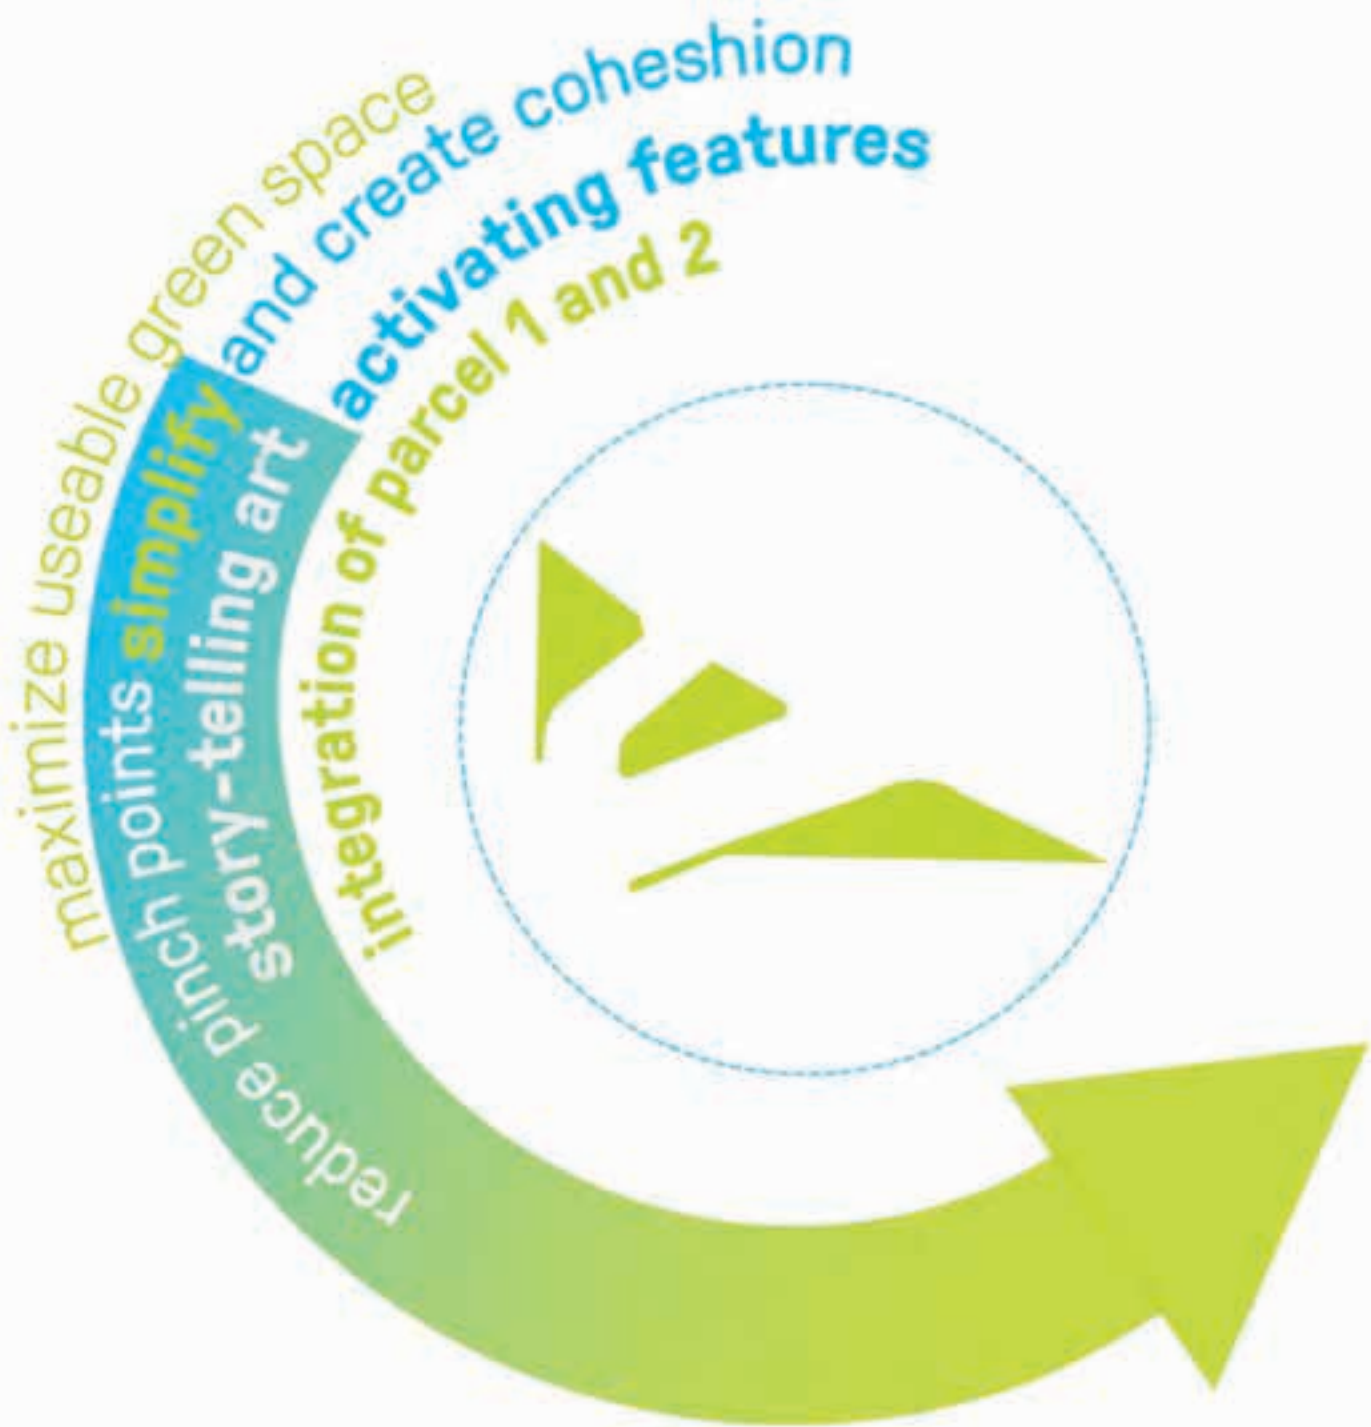 maximize useable green space
reduce pinch points simplify and create coheshion
story-telling art activating features
integration of parcel 1 and 2